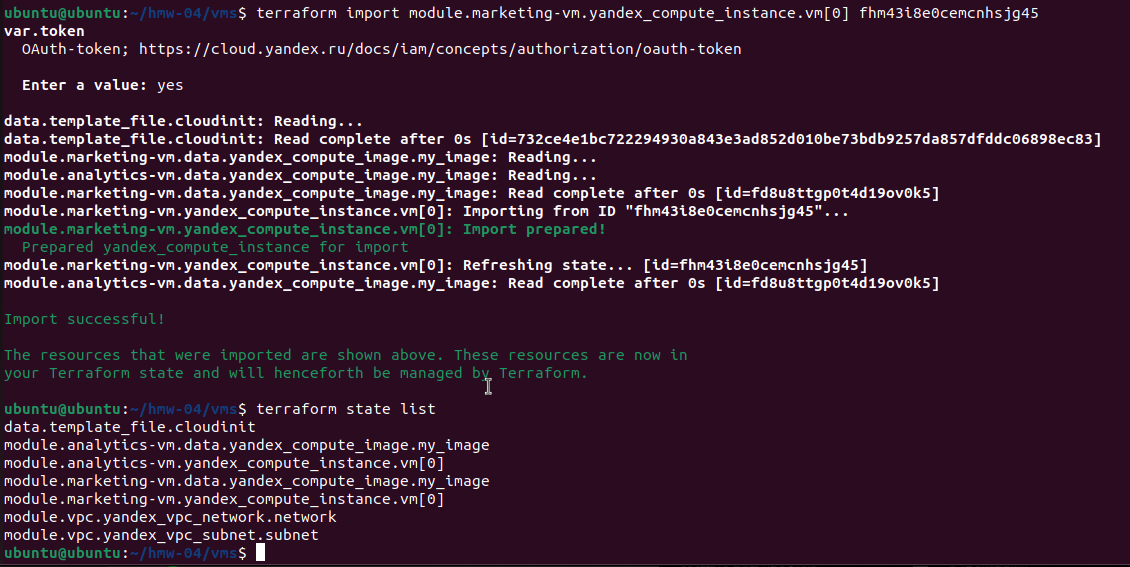 ubuntu@ubuntu:~/hmw-04/vms$ terraform import module.marketing-vm.yandex_compute_instance.vm[0] fhm43i8e0cemcnhsjg45
var.token
  OAuth-token; https://cloud.yandex.ru/docs/iam/concepts/authorization/oauth-token

  Enter a value: yes

data.template_file.cloudinit: Reading...
data.template_file.cloudinit: Read complete after 0s [id=732ce4e1bc722294930a843e3ad852d010be73bdb9257da857dfddc06898ec83]
module.marketing-vm.data.yandex_compute_image.my_image: Reading...
module.analytics-vm.data.yandex_compute_image.my_image: Reading...
module.marketing-vm.data.yandex_compute_image.my_image: Read complete after 0s [id=fd8u8ttgp0t4d19ov0k5]
module.marketing-vm.yandex_compute_instance.vm[0]: Importing from ID "fhm43i8e0cemcnhsjg45"...
module.marketing-vm.yandex_compute_instance.vm[0]: Import prepared!
  Prepared yandex_compute_instance for import
module.marketing-vm.yandex_compute_instance.vm[0]: Refreshing state... [id=fhm43i8e0cemcnhsjg45]
module.analytics-vm.data.yandex_compute_image.my_image: Read complete after 0s [id=fd8u8ttgp0t4d19ov0k5]

Import successful!

The resources that were imported are shown above. These resources are now in
your Terraform state and will henceforth be managed by Terraform.

ubuntu@ubuntu:~/hmw-04/vms$ terraform state list
data.template_file.cloudinit
module.analytics-vm.data.yandex_compute_image.my_image
module.analytics-vm.yandex_compute_instance.vm[0]
module.marketing-vm.data.yandex_compute_image.my_image
module.marketing-vm.yandex_compute_instance.vm[0]
module.vpc.yandex_vpc_network.network
module.vpc.yandex_vpc_subnet.subnet
ubuntu@ubuntu:~/hmw-04/vms$